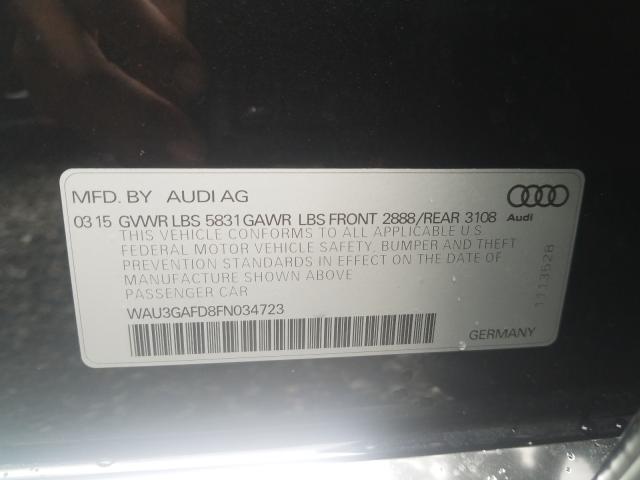 MFD. BY AUDI AG
03 15 GVWR LBS 5831 GAWR LBS FRONT 2888/REAR 3108
Audi
THIS VEHICLE CONFORMS TO ALL APPLICABLE U.S
FEDERAL MOTOR VEHICLE SAFETY, BUMPER AND THEFT
PREVENTION STANDARDS IN EFFECT ON THE DATE OF
MANUFACTURE SHOWN ABOVE
PASSENGER CAR
WAU3GAFD8FN034723
GERMANY
1113528